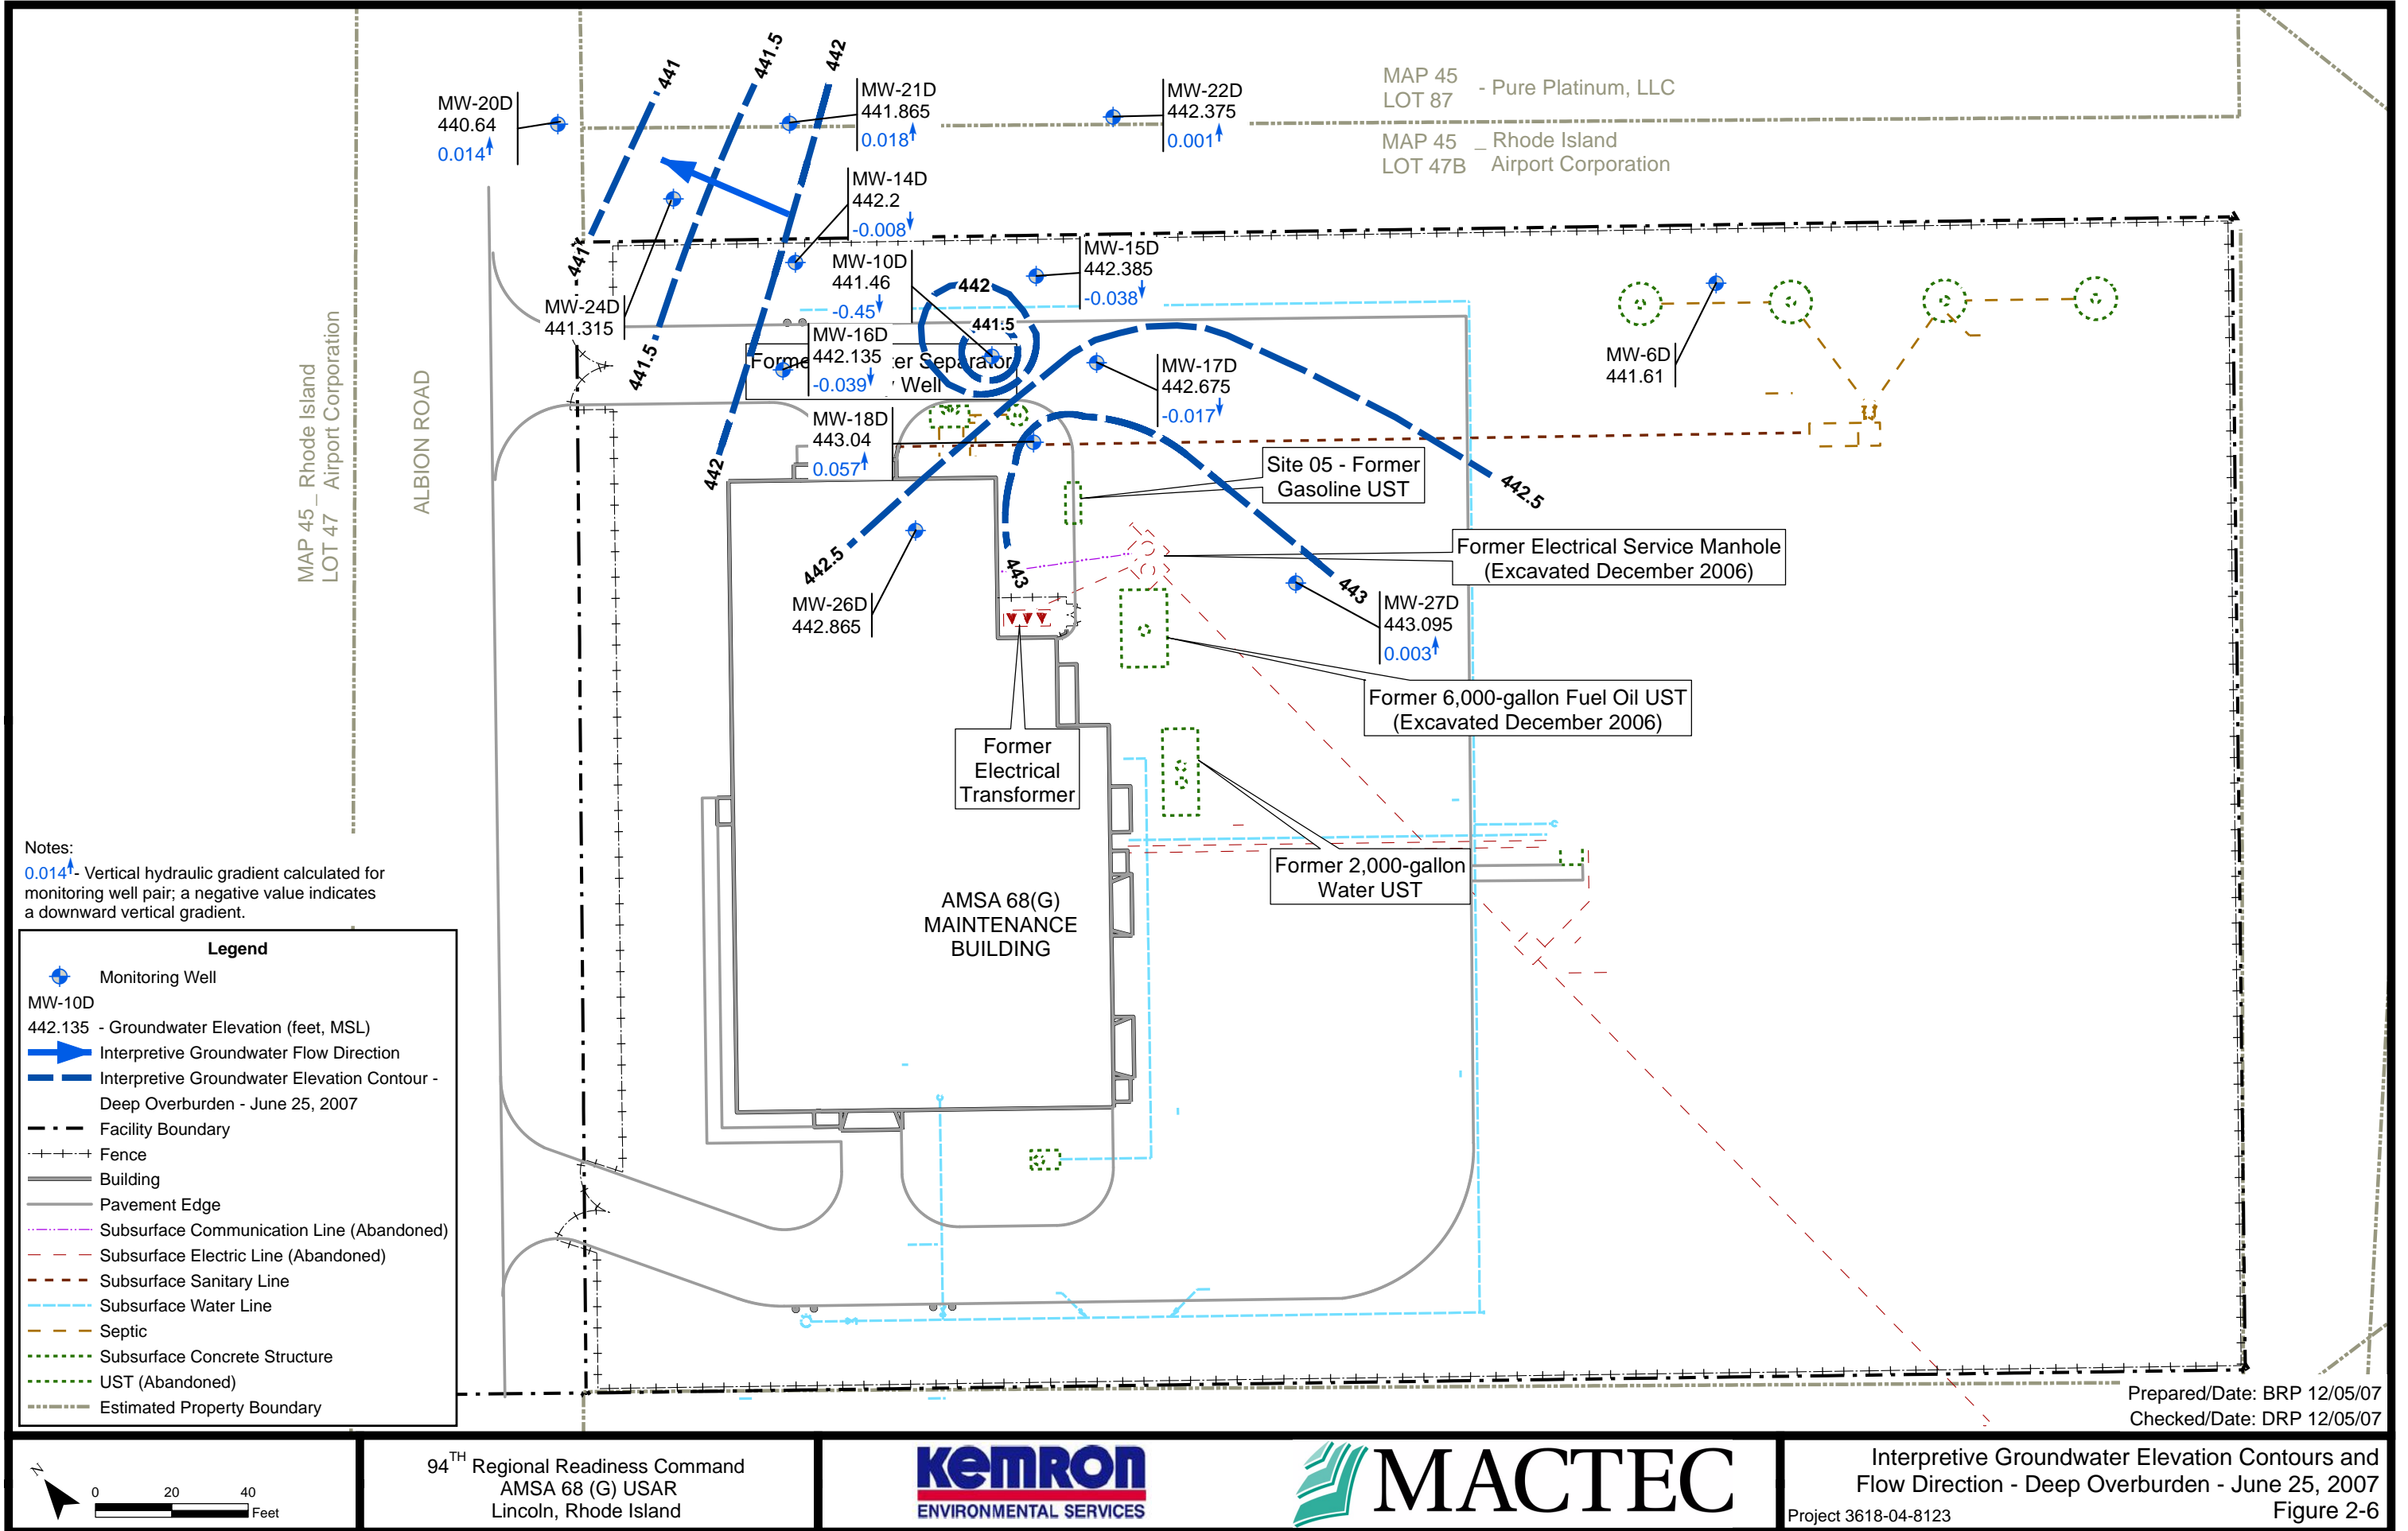 441
441.5
442
MW-20D
440.64
0.014
MW-21D
441.865
0.018
MW-22D
442.375
0.001
MAP 45
LOT 87
- Pure Platinum, LLC
MAP 45
LOT 47B
_ Rhode Island
Airport Corporation
MW-14D
442.2
-0.008
MW-10D
441.46
-0.45
MW-15D
442.385
-0.038
441
MW-24D
441.315
442
441.5
MW-16D
442.135
-0.039
Forme
er Separator
Well
MW-17D
442.675
-0.017
MW-6D
441.61
441.5
442
MW-18D
443.04
0.057
MAP 45 _ Rhode Island
LOT 47 Airport Corporation
ALBION ROAD
Site 05 - Former
Gasoline UST
442.5
442.5
443
Former Electrical Service Manhole
(Excavated December 2006)
443
MW-26D
442.865
MW-27D
443.095
0.003
Former 6,000-gallon Fuel Oil UST
(Excavated December 2006)
Former
Electrical
Transformer
Former 2,000-gallon
Water UST
AMSA 68(G)
MAINTENANCE
BUILDING
Notes:
0.014 - Vertical hydraulic gradient calculated for
monitoring well pair; a negative value indicates
a downward vertical gradient.
Legend
Monitoring Well
MW-10D
442.135 - Groundwater Elevation (feet, MSL)
Interpretive Groundwater Flow Direction
Interpretive Groundwater Elevation Contour -
Deep Overburden - June 25, 2007
Facility Boundary
Fence
Building
Pavement Edge
Subsurface Communication Line (Abandoned)
Subsurface Electric Line (Abandoned)
Subsurface Sanitary Line
Subsurface Water Line
Septic
Subsurface Concrete Structure
UST (Abandoned)
Estimated Property Boundary
Prepared/Date: BRP 12/05/07
Checked/Date: DRP 12/05/07
N
0 20 40
Feet
94TH Regional Readiness Command
AMSA 68 (G) USAR
Lincoln, Rhode Island
KEMRON
ENVIRONMENTAL SERVICES
MACTEC
Interpretive Groundwater Elevation Contours and
Flow Direction - Deep Overburden - June 25, 2007
Project 3618-04-8123
Figure 2-6